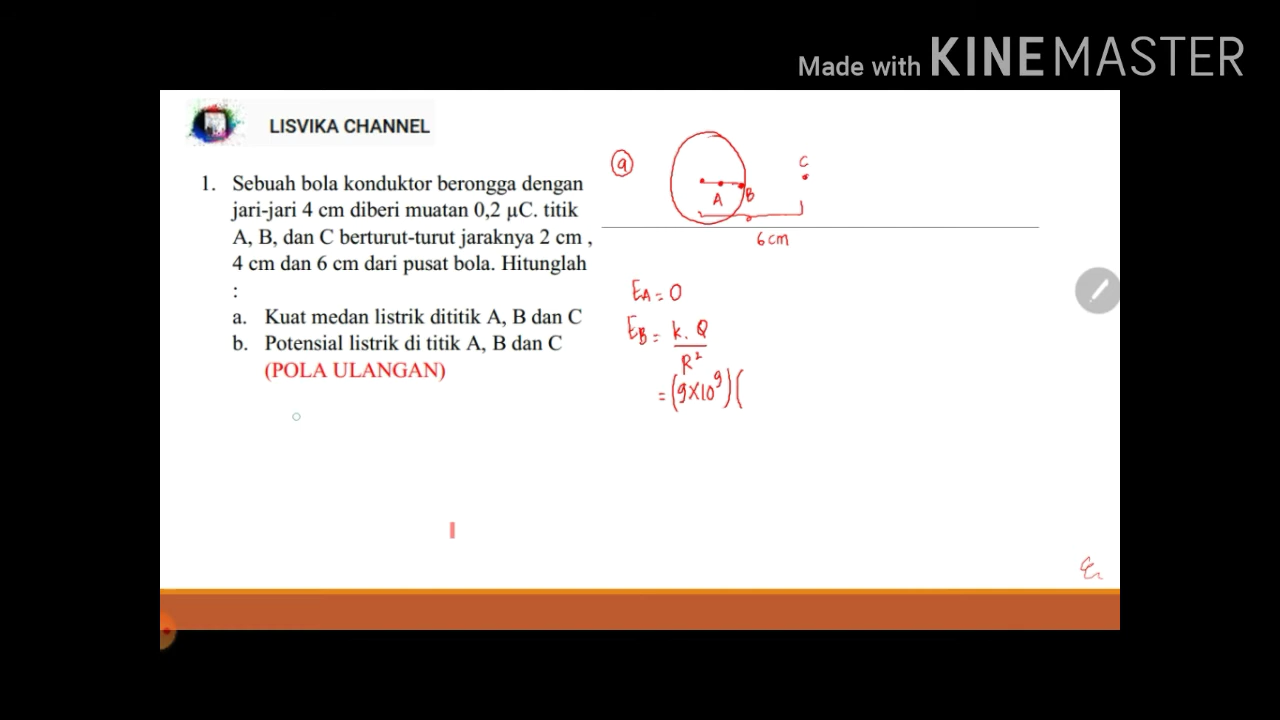 Made with KINEMASTER
LISVIKA CHANNEL
1. Sebuah bola konduktor berongga dengan
jari-jari 4 cm diberi muatan 0,2 µC. titik
A, B, dan C berturut-turut jaraknya 2 cm ,
4 cm dan 6 cm dari pusat bola. Hitunglah
:
a. Kuat medan listrik dititik A, B dan C
b. Potensial listrik di titik A, B dan C
(POLA ULANGAN)
a
A
B
C
6 cm
EA = 0
EB = k. Q
R²
= (9x10⁹)(